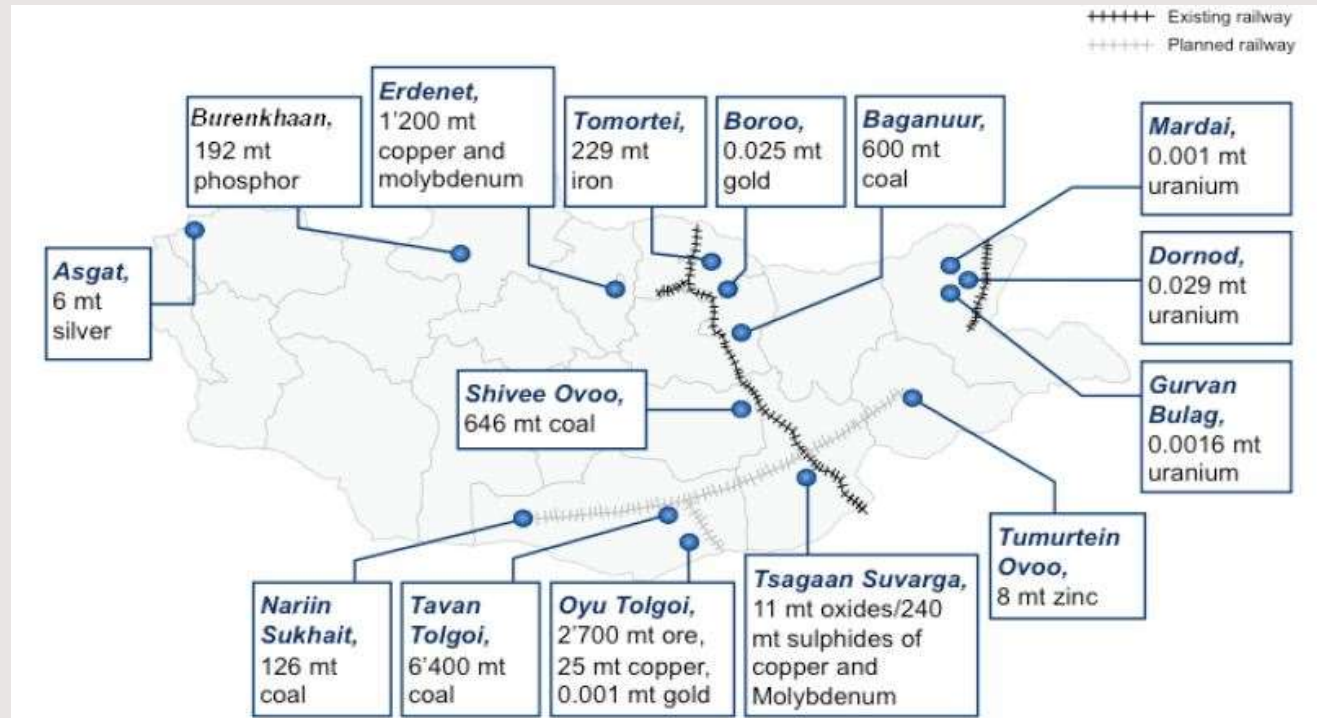 Existing railway
Planned railway
Burenkhaan,
192 mt
phosphor
Erdenet,
1'200 mt
copper and
molybdenum
Tomortei,
229 mt
iron
Boroo,
0.025 mt
gold
Baganuur,
600 mt
coal
Mardai,
0.001 mt
uranium
Asgat,
6 mt
silver
Dornod,
0.029 mt
uranium
Shivee Ovoo,
646 mt coal
Gurvan
Bulag,
0.0016 mt
uranium
Nariin
Sukhait,
126 mt
coal
Tavan
Tolgoi,
6'400 mt
coal
Oyu Tolgoi,
2'700 mt ore,
25 mt copper,
0.001 mt gold
Tsagaan Suvarga,
11 mt oxides/240
mt sulphides of
copper and
Molybdenum
Tumurtein
Ovoo,
8 mt zinc